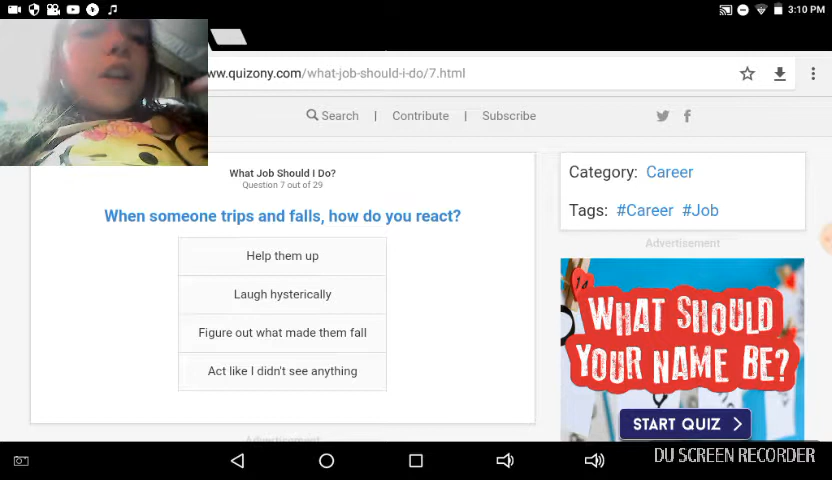 3:10 PM
ww.quizony.com/what-job-should-i-do/7.html
Search | Contribute | Subscribe
What Job Should I Do?
Question 7 out of 29
When someone trips and falls, how do you react?
Help them up
Laugh hysterically
Figure out what made them fall
Act like I didn't see anything
Category: Career
Tags: #Career #Job
Advertisement
WHAT SHOULD
YOUR NAME BE?
START QUIZ
Advertisement
DU SCREEN RECORDER